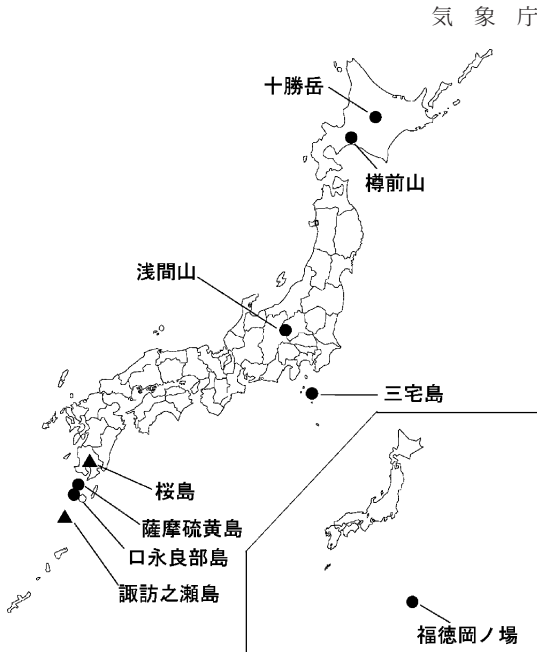 気象庁
十勝岳
樽前山
浅間山
三宅島
桜島
薩摩硫黄島
口永良部島
諏訪之瀬島
福徳岡ノ場